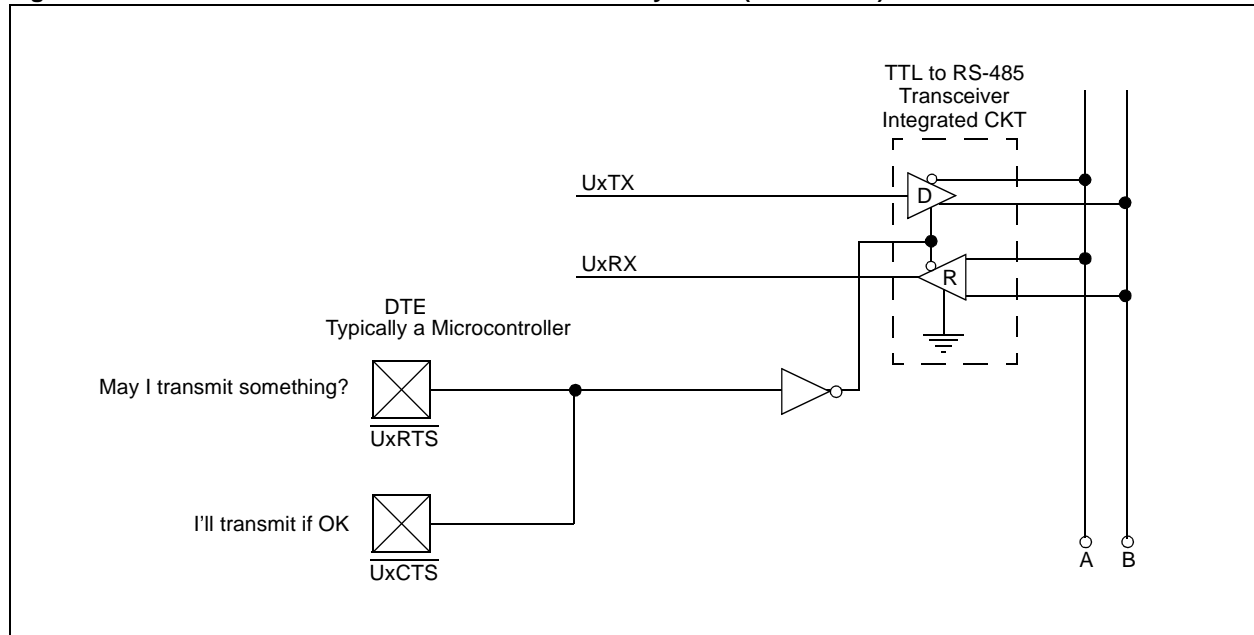 TTL to RS-485
Transceiver
Integrated CKT
UxTX
D
UxRX
R
DTE
Typically a Microcontroller
May I transmit something?
UxRTS
I'll transmit if OK
UxCTS
A B